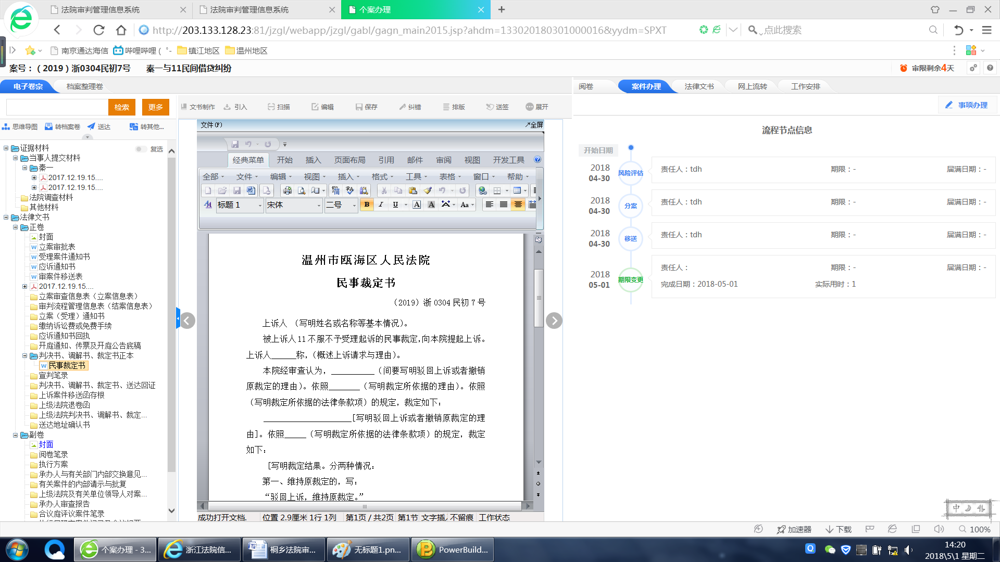 法院审判管理信息系统
法院审判管理信息系统
个案办理
http://203.133.128.23:81/jzgl/webapp/jzgl/gabl/gagn_main2015.jsp?ahdm=133020180301000016&yydm=SPXT
点此搜索
南京通达海信
哔哩哔哩 ( ゜-
镇江地区
温州地区
案号：（2019）浙0304民初7号
秦一与11民间借贷纠纷
审限剩余4天
电子卷宗
档案整理卷
阅卷
案件办理
法律文书
网上流转
工作安排
检索
更多
文书制作
引入
扫描
编辑
保存
纠错
排版
送签
展开
事项办理
思维导图
转档案卷
送达
转其他...
复选
证据材料
当事人提交材料
秦一
2017.12.19.15....
2017.12.19.15....
法院调查材料
其他材料
法律文书
正卷
封面
立案审批表
受理案件通知书
应诉通知书
审案件移送表
2017.12.19.15....
立案审查信息表（立案信息表）
审判流程管理信息表（结案信息表）
立案（受理）通知书
缴纳诉讼费或免费手续
应诉通知书回执
开庭通知、传票及开庭公告底稿
判决书、调解书、裁定书正本
民事裁定书
宣判笔录
判决书、调解书、裁定书、送达回证
上诉案件移送函存根
上级法院退卷函
上级法院判决书、调解书、裁定...
送达地址确认书
副卷
封面
阅卷笔录
执行方案
承办人与有关部门内部交换意见...
有关案件的内部请示与批复
上级法院及有关单位领导人对案...
承办人审查报告
合议庭评议案件笔录
文件(F)
全屏
经典菜单
开始
插入
页面布局
引用
邮件
审阅
视图
开发工具
全部
文件
编辑
视图
插入
格式
工具
表格
窗口
帮助
标题 1
宋体
二号
B
I
U
A
A
Aa
温州市瓯海区人民法院
民事裁定书
（2019）浙 0304 民初 7 号
上诉人 （写明姓名或名称等基本情况）。
被上诉人 11 不服不予受理起诉的民事裁定,向本院提起上诉。
上诉人______称，（概述上诉请求与理由）。
本院经审查认为，__________（间要写明驳回上诉或者撤销
原裁定的理由）。依照_______（写明裁定所依据的理由）。依照
（写明裁定所依据的法律条款项）的规定，裁定如下：
____________________[写明驳回上诉或者撤销原裁定的理
由]。依照_____（写明裁定所依据的法律条款项）的规定，裁定
如下：
[写明裁定结果。分两种情况：
第一、维持原裁定的，写：
“驳回上诉，维持原裁定。”
成功打开文档.
位置 2.9厘米 1行 1列
第1页 / 共2页
第1节
文字插
不留痕
工作状态
流程节点信息
开始日期
2018
04-30
风险评估
责任人：tdh
期限：-
届满日期：-
2018
04-30
分案
责任人：tdh
期限：-
届满日期：-
2018
04-30
移送
责任人：tdh
期限：-
届满日期：-
2018
05-01
期限变更
责任人：
期限：-
届满日期：-
完成日期：2018-05-01
实际用时：1
中
加速器
下载
100%
个案办理 - 3...
浙江法院信...
桐乡法院审...
无标题1.pn...
PowerBuild...
14:20
2018\5\1 星期二